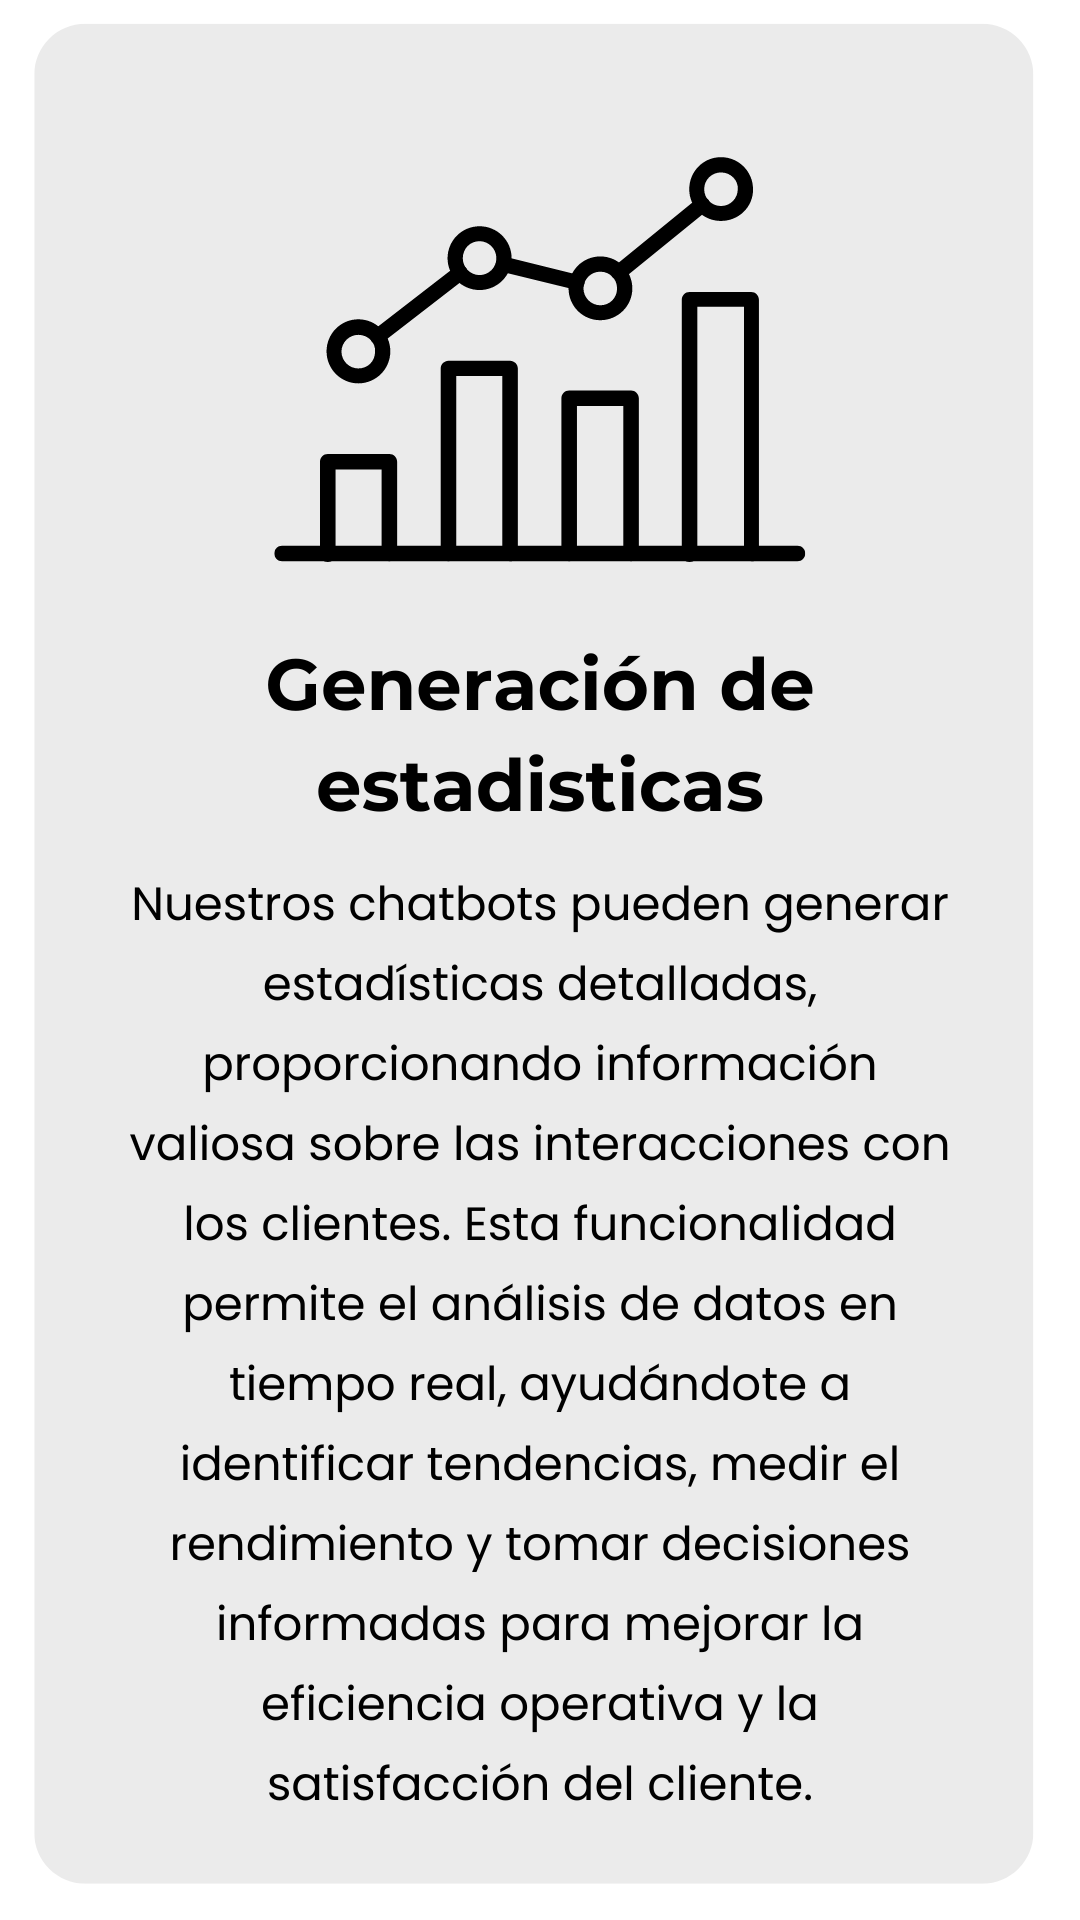 Generación de
estadisticas
Nuestros chatbots pueden generar
estadísticas detalladas,
proporcionando información
valiosa sobre las interacciones con
los clientes. Esta funcionalidad
permite el análisis de datos en
tiempo real, ayudándote a
identificar tendencias, medir el
rendimiento y tomar decisiones
informadas para mejorar la
eficiencia operativa y la
satisfacción del cliente.